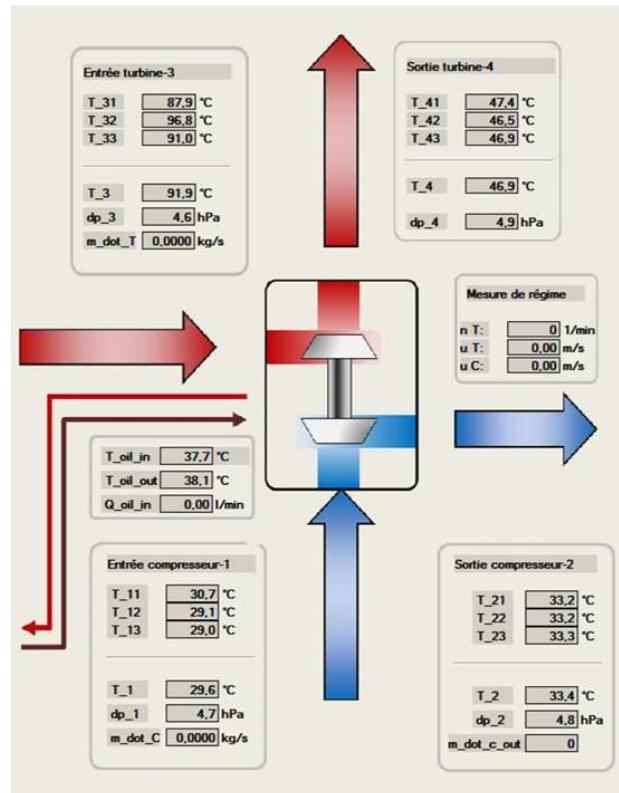 Entrée turbine-3
T_31 87,9 °C
T_32 96,8 °C
T_33 91,0 °C
T_3 91,9 °C
dp_3 4,6 hPa
m_dot_T 0,0000 kg/s
Sortie turbine-4
T_41 47,4 °C
T_42 46,5 °C
T_43 46,9 °C
T_4 46,9 °C
dp_4 4,9 hPa
Mesure de régime
n T: 0 1/min
u T: 0,00 m/s
u C: 0,00 m/s
T_oil_in 37,7 °C
T_oil_out 38,1 °C
Q_oil_in 0,00 l/min
Entrée compresseur-1
T_11 30,7 °C
T_12 29,1 °C
T_13 29,0 °C
T_1 29,6 °C
dp_1 4,7 hPa
m_dot_C 0,0000 kg/s
Sortie compresseur-2
T_21 33,2 °C
T_22 33,2 °C
T_23 33,3 °C
T_2 33,4 °C
dp_2 4,8 hPa
m_dot_c_out 0